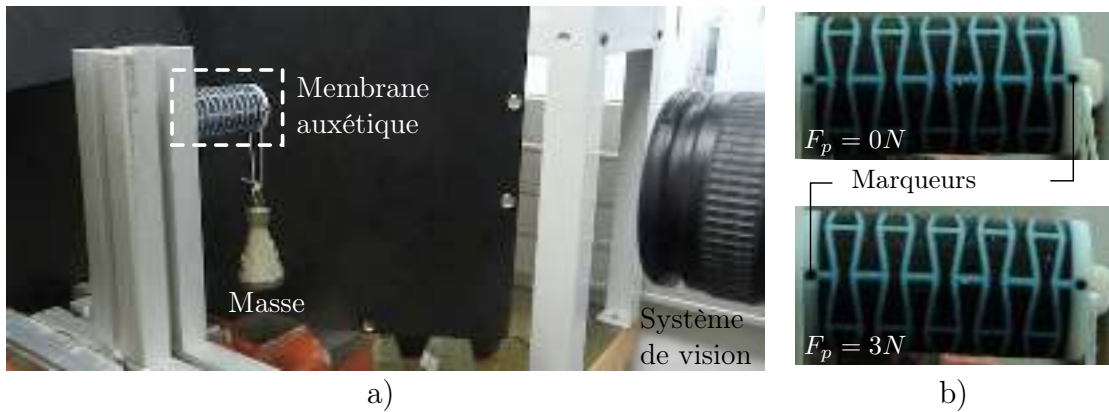 Membrane
auxétique
Masse
Système
de vision
a)
F_p = 0N
Marqueurs
F_p = 3N
b)